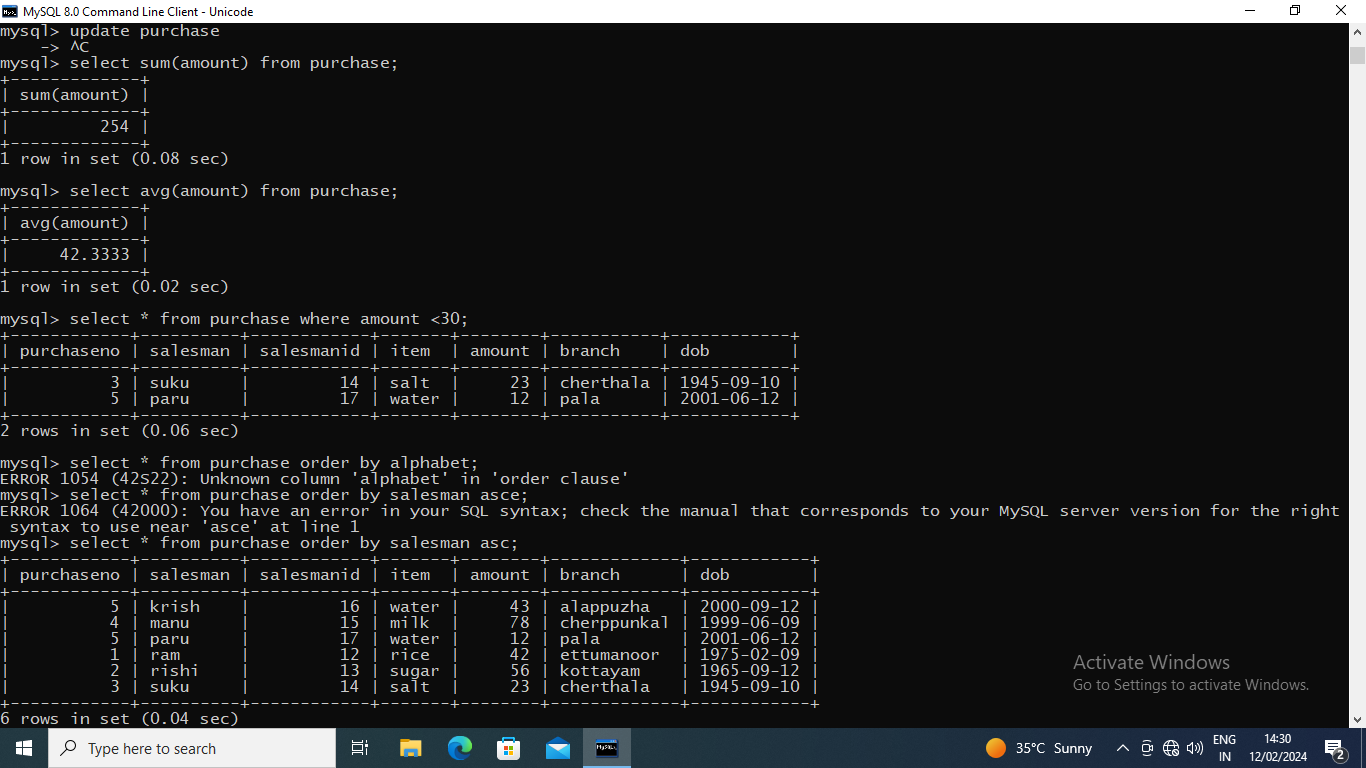 MySQL 8.0 Command Line Client - Unicode
mysql> update purchase
    -> ^C
mysql> select sum(amount) from purchase;
+-------------+
| sum(amount) |
+-------------+
|         254 |
+-------------+
1 row in set (0.08 sec)

mysql> select avg(amount) from purchase;
+-------------+
| avg(amount) |
+-------------+
|     42.3333 |
+-------------+
1 row in set (0.02 sec)

mysql> select * from purchase where amount <30;
+------------+----------+------------+-------+--------+-----------+------------+
| purchaseno | salesman | salesmanid | item  | amount | branch    | dob        |
+------------+----------+------------+-------+--------+-----------+------------+
|          3 | suku     |         14 | salt  |     23 | cherthala | 1945-09-10 |
|          5 | paru     |         17 | water |     12 | pala      | 2001-06-12 |
+------------+----------+------------+-------+--------+-----------+------------+
2 rows in set (0.06 sec)

mysql> select * from purchase order by alphabet;
ERROR 1054 (42S22): Unknown column 'alphabet' in 'order clause'
mysql> select * from purchase order by salesman asce;
ERROR 1064 (42000): You have an error in your SQL syntax; check the manual that corresponds to your MySQL server version for the right
 syntax to use near 'asce' at line 1
mysql> select * from purchase order by salesman asc;
+------------+----------+------------+-------+--------+-------------+------------+
| purchaseno | salesman | salesmanid | item  | amount | branch      | dob        |
+------------+----------+------------+-------+--------+-------------+------------+
|          5 | krish    |         16 | water |     43 | alappuzha   | 2000-09-12 |
|          4 | manu     |         15 | milk  |     78 | cherppunkal | 1999-06-09 |
|          5 | paru     |         17 | water |     12 | pala        | 2001-06-12 |
|          1 | ram      |         12 | rice  |     42 | ettumanoor  | 1975-02-09 |
|          2 | rishi    |         13 | sugar |     56 | kottayam    | 1965-09-12 |
|          3 | suku     |         14 | salt  |     23 | cherthala   | 1945-09-10 |
+------------+----------+------------+-------+--------+-------------+------------+
6 rows in set (0.04 sec)
Activate Windows
Go to Settings to activate Windows.
Type here to search
MySQL
35°C Sunny
ENG
IN
14:30
12/02/2024
2